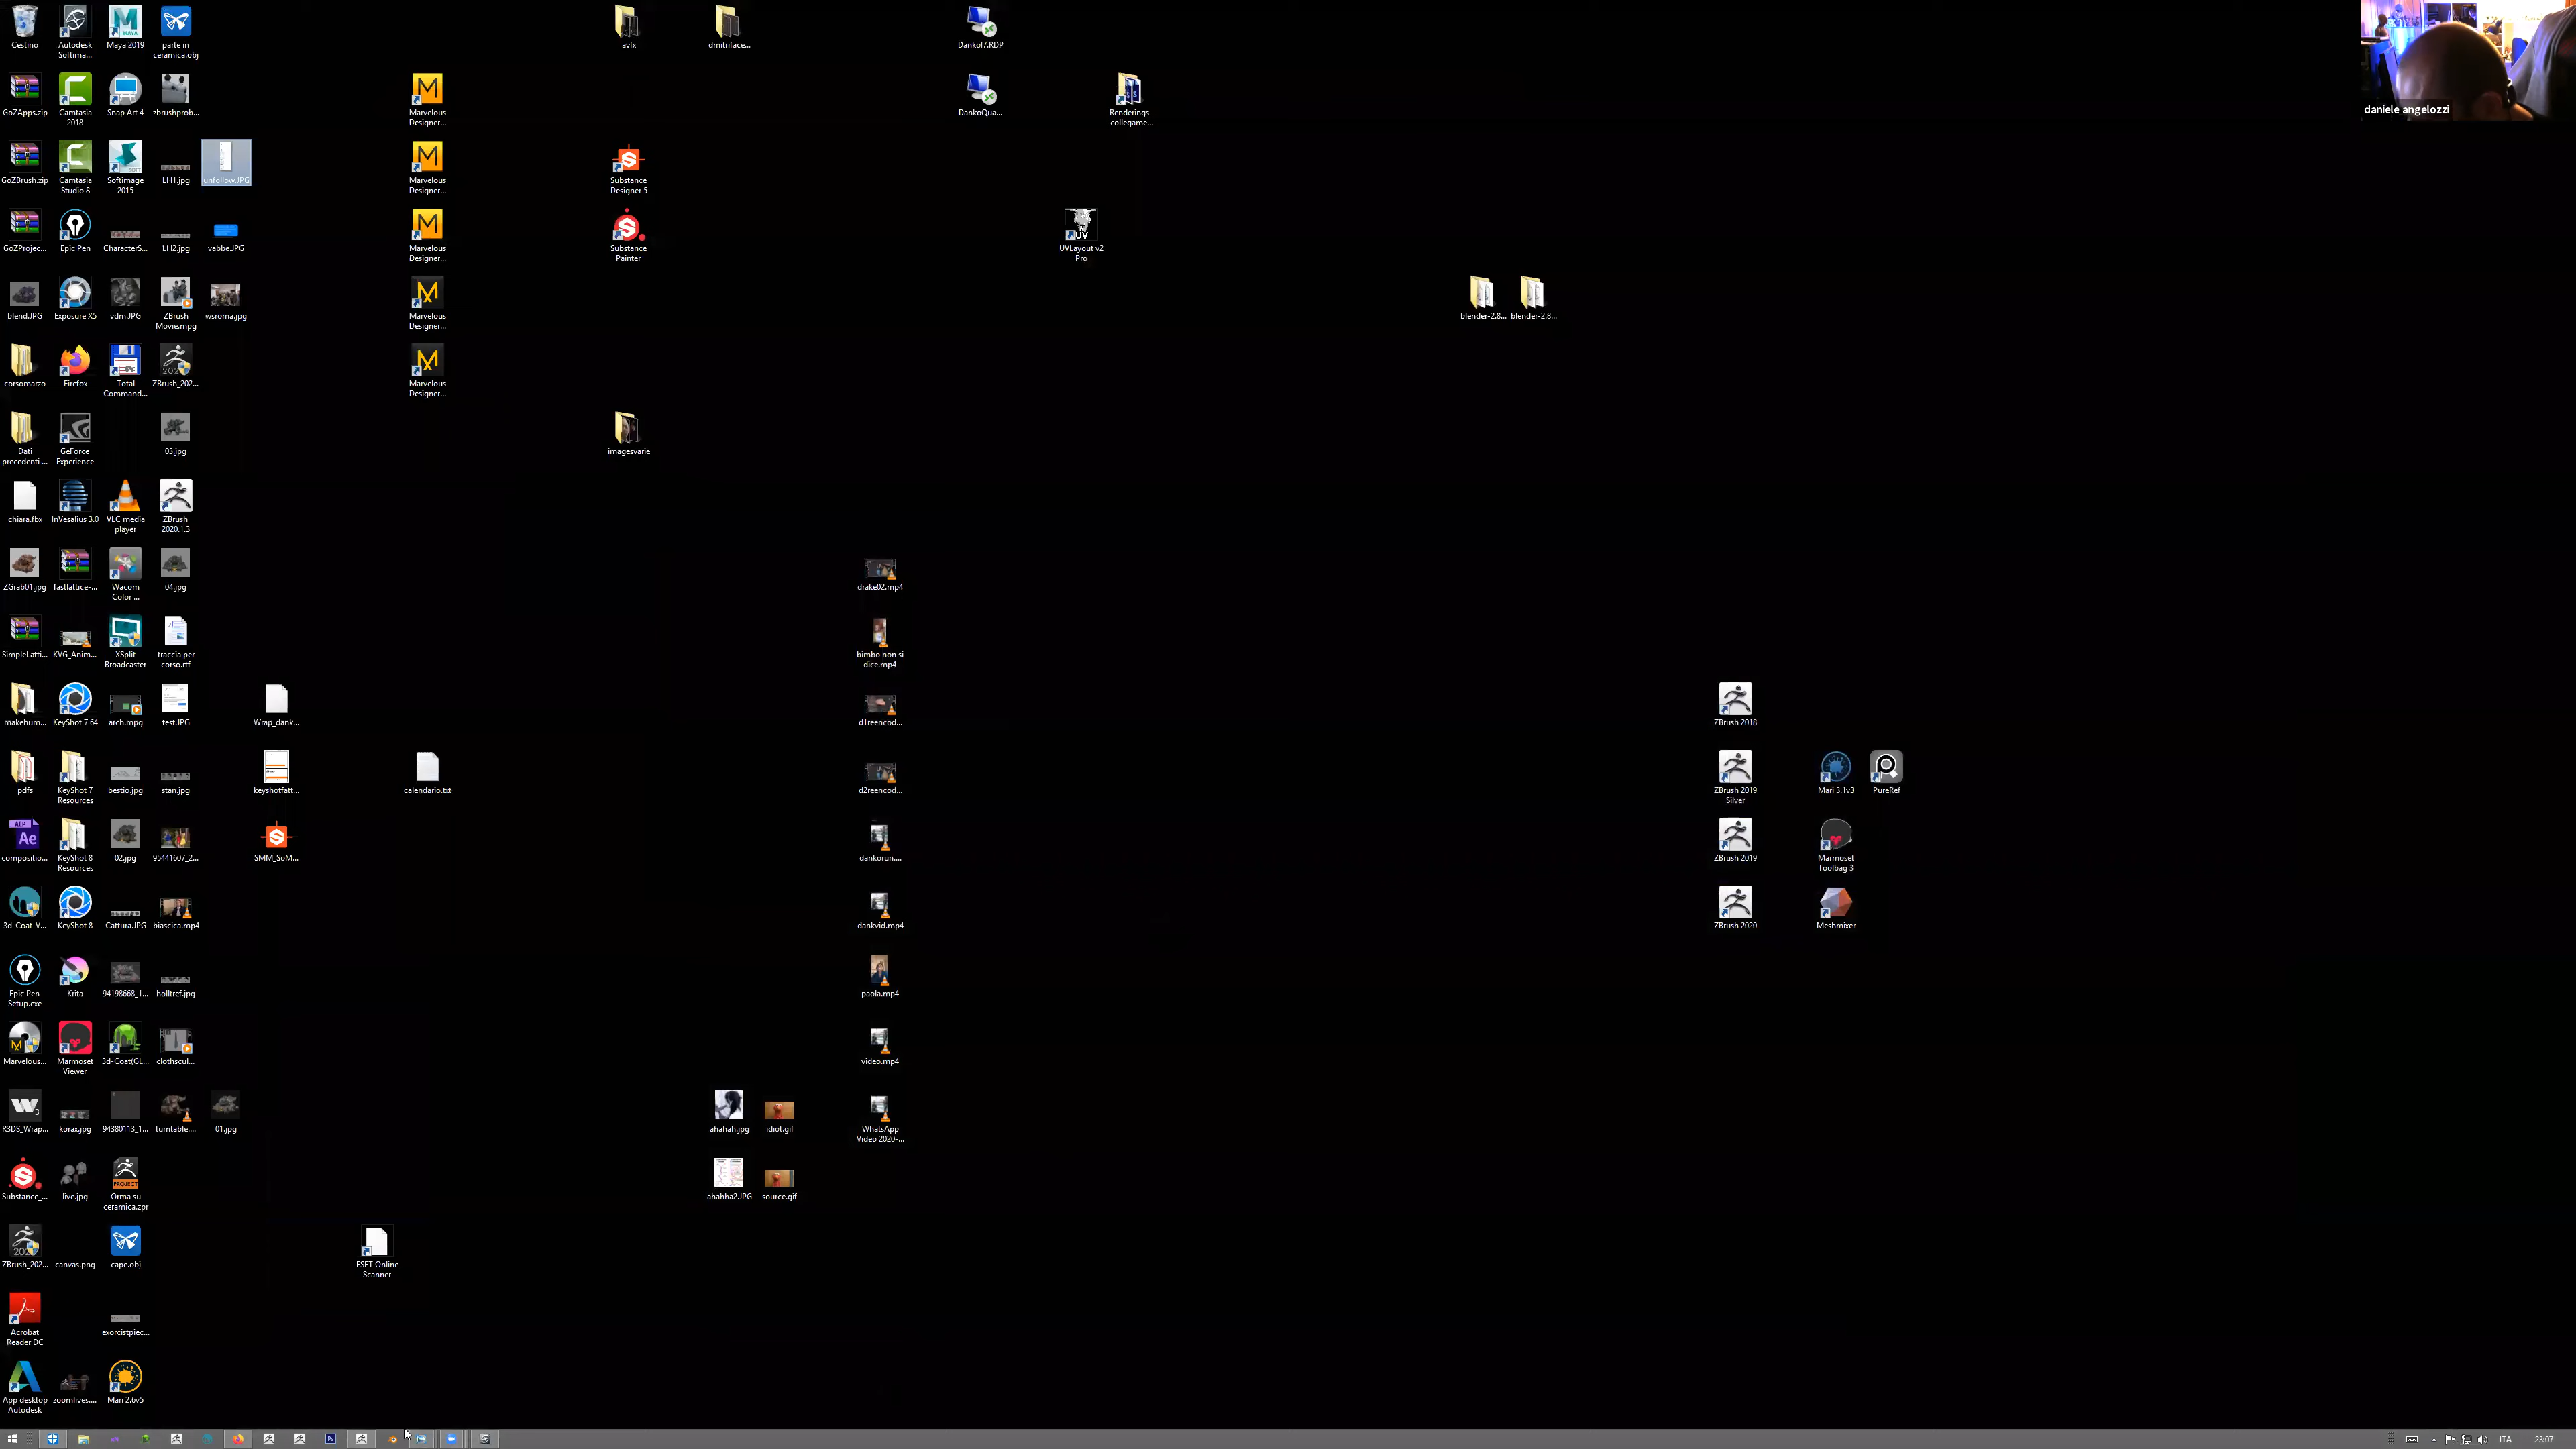 Cestino
Autodesk Softima...
Maya 2019
parte in ceramica.obj
avfx
dmitriface...
DankoI7.RDP
daniele angelozzi
GoZApps.zip
Camtasia 2018
Snap Art 4
zbrushprob...
Marvelous Designer...
DankoQua...
Renderings - collegame...
GoZBrush.zip
Camtasia Studio 8
Softimage 2015
LH1.jpg
unfollow.JPG
Marvelous Designer...
Substance Designer 5
GoZProjec...
Epic Pen
CharacterS...
LH2.jpg
vabbe.JPG
Marvelous Designer...
Substance Painter
UVLayout v2 Pro
blend.JPG
Exposure X5
vdm.JPG
ZBrush Movie.mpg
wsroma.jpg
Marvelous Designer...
blender-2.8...
blender-2.8...
corsomarzo
Firefox
Total Command...
ZBrush_202...
Marvelous Designer...
Dati precedenti ...
GeForce Experience
03.jpg
imagesvarie
chiara.fbx
InVesalius 3.0
VLC media player
ZBrush 2020.1.3
ZGrab01.jpg
fastlattice-...
Wacom Color ...
04.jpg
drake02.mp4
SimpleLatti...
KVG_Anim...
XSplit Broadcaster
traccia per corso.rtf
bimbo non si dice.mp4
makehum...
KeyShot 7 64
arch.mpg
test.JPG
Wrap_dank...
d1reencod...
ZBrush 2018
pdfs
KeyShot 7 Resources
bestio.jpg
stan.jpg
keyshotfatt...
calendario.txt
d2reencod...
ZBrush 2019 Silver
Mari 3.1v3
PureRef
compositio...
KeyShot 8 Resources
02.jpg
95441607_2...
SMM_SoM...
dankorun....
ZBrush 2019
Marmoset Toolbag 3
3d-Coat-V...
KeyShot 8
Cattura.JPG
biascica.mp4
dankvid.mp4
ZBrush 2020
Meshmixer
Epic Pen Setup.exe
Krita
94198668_1...
holltref.jpg
paola.mp4
Marvelous...
Marmoset Viewer
3d-Coat(GL...
clothscul...
video.mp4
R3DS_Wrap...
korax.jpg
94380113_1...
turntable....
01.jpg
ahahah.jpg
idiot.gif
WhatsApp Video 2020-...
Substance_...
live.jpg
Orma su ceramica.zpr
ahahha2.JPG
source.gif
ZBrush_202...
canvas.png
cape.obj
ESET Online Scanner
Acrobat Reader DC
exorcistpiec...
App desktop Autodesk
zoomlives....
Mari 2.6v5
ITA
23:07